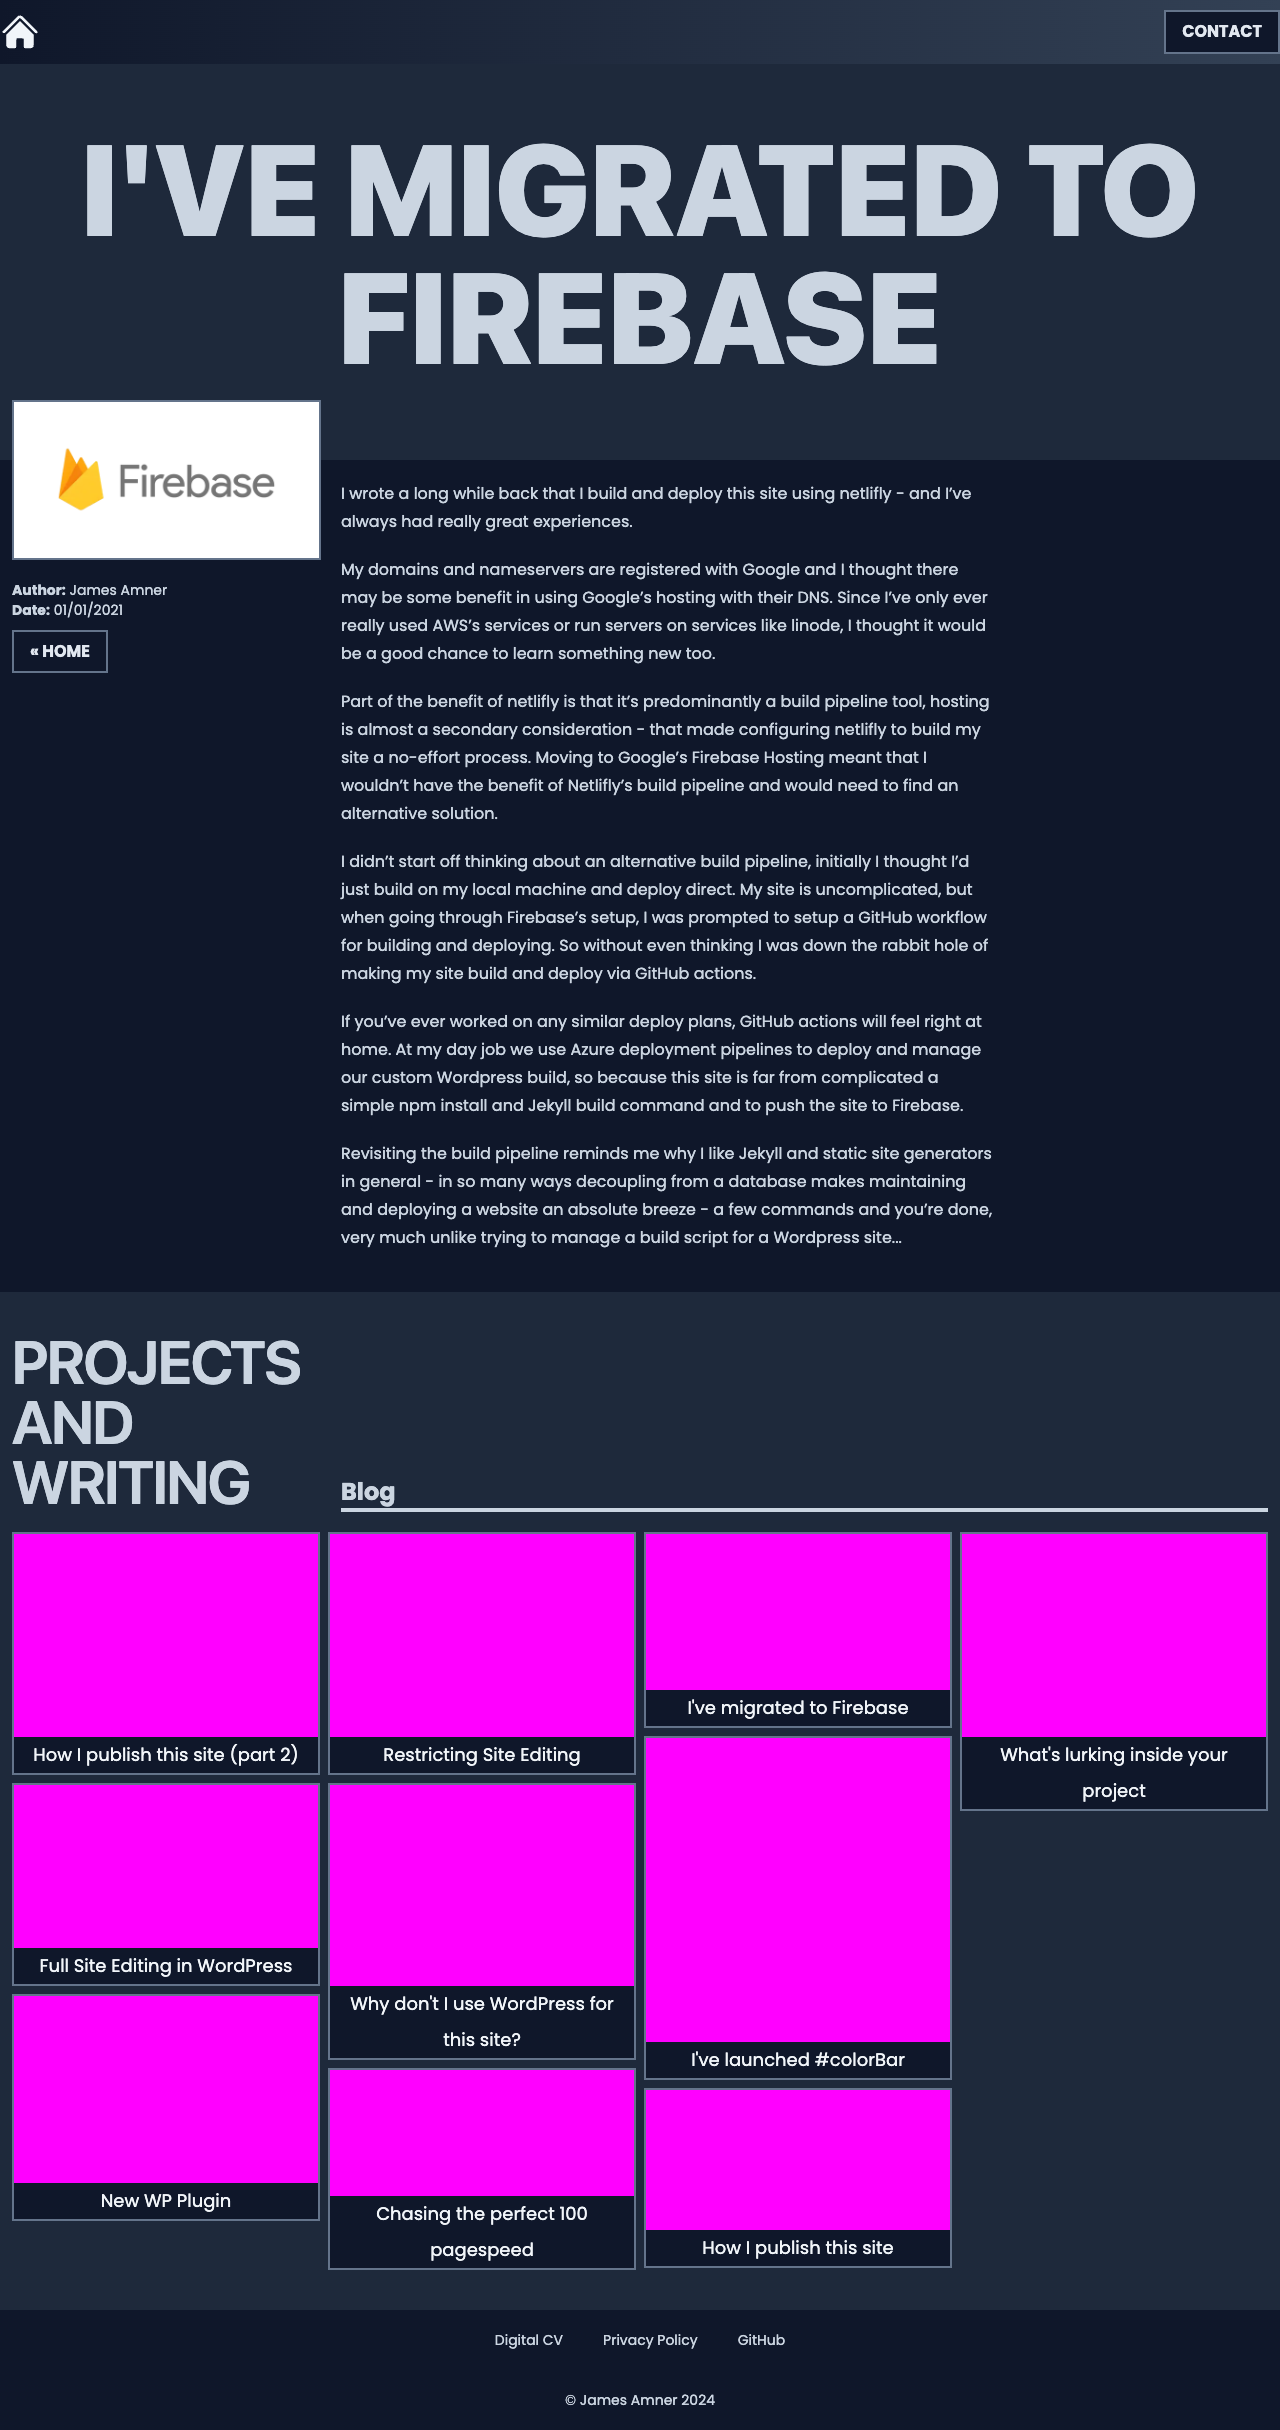 CONTACT
I'VE MIGRATED TO
FIREBASE
Firebase
Author: James Amner
Date: 01/01/2021
« HOME
I wrote a long while back that I build and deploy this site using netlifly - and I’ve
always had really great experiences.
My domains and nameservers are registered with Google and I thought there
may be some benefit in using Google’s hosting with their DNS. Since I’ve only ever
really used AWS’s services or run servers on services like linode, I thought it would
be a good chance to learn something new too.
Part of the benefit of netlifly is that it’s predominantly a build pipeline tool, hosting
is almost a secondary consideration - that made configuring netlifly to build my
site a no-effort process. Moving to Google’s Firebase Hosting meant that I
wouldn’t have the benefit of Netlifly’s build pipeline and would need to find an
alternative solution.
I didn’t start off thinking about an alternative build pipeline, initially I thought I’d
just build on my local machine and deploy direct. My site is uncomplicated, but
when going through Firebase’s setup, I was prompted to setup a GitHub workflow
for building and deploying. So without even thinking I was down the rabbit hole of
making my site build and deploy via GitHub actions.
If you’ve ever worked on any similar deploy plans, GitHub actions will feel right at
home. At my day job we use Azure deployment pipelines to deploy and manage
our custom Wordpress build, so because this site is far from complicated a
simple npm install and Jekyll build command and to push the site to Firebase.
Revisiting the build pipeline reminds me why I like Jekyll and static site generators
in general - in so many ways decoupling from a database makes maintaining
and deploying a website an absolute breeze - a few commands and you’re done,
very much unlike trying to manage a build script for a Wordpress site…
PROJECTS
AND
WRITING
Blog
How I publish this site (part 2)
Full Site Editing in WordPress
New WP Plugin
Restricting Site Editing
Why don't I use WordPress for
this site?
Chasing the perfect 100
pagespeed
I've migrated to Firebase
I've launched #colorBar
How I publish this site
What's lurking inside your
project
Digital CV
Privacy Policy
GitHub
© James Amner 2024